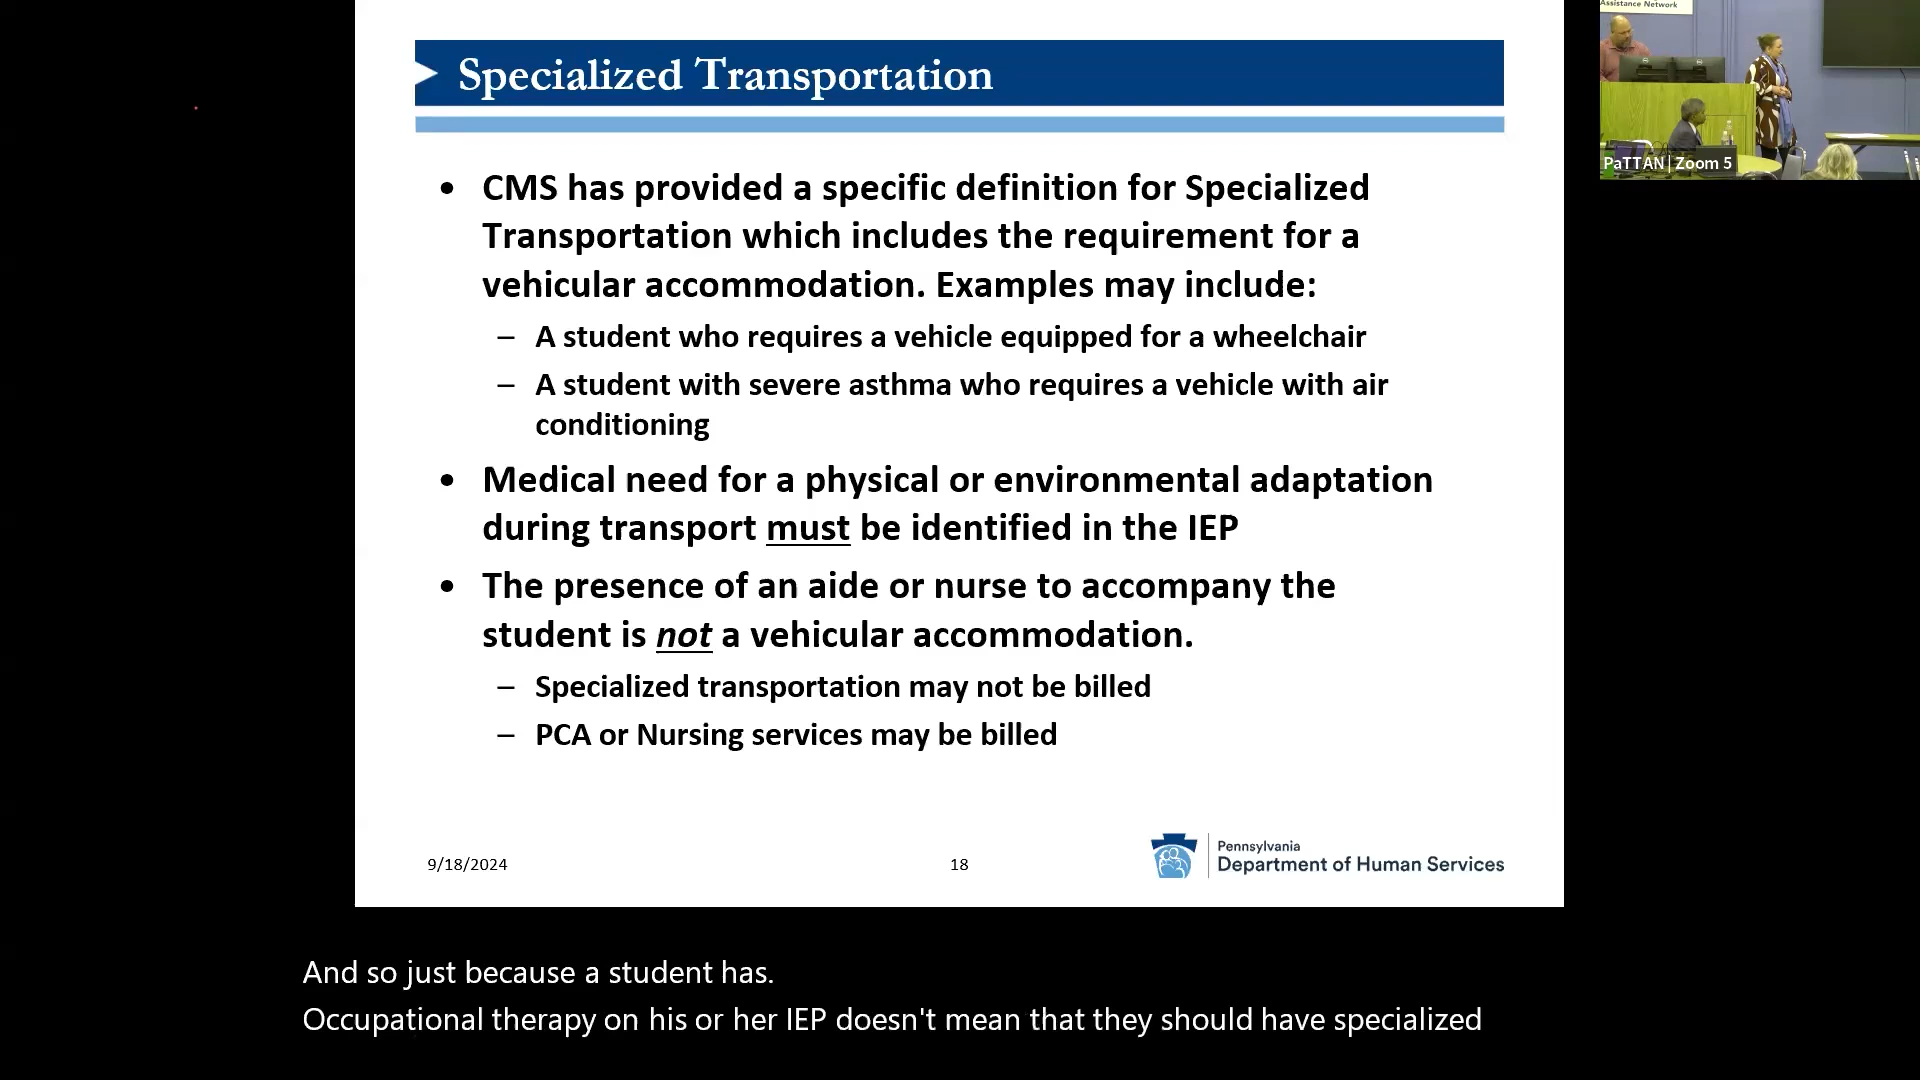 Specialized Transportation
Assistance Network
PaTTAN | Zoom 5
• CMS has provided a specific definition for Specialized
Transportation which includes the requirement for a
vehicular accommodation. Examples may include:
– A student who requires a vehicle equipped for a wheelchair
– A student with severe asthma who requires a vehicle with air
conditioning
• Medical need for a physical or environmental adaptation
during transport must be identified in the IEP
• The presence of an aide or nurse to accompany the
student is not a vehicular accommodation.
– Specialized transportation may not be billed
– PCA or Nursing services may be billed
9/18/2024
18
Pennsylvania
Department of Human Services
And so just because a student has.
Occupational therapy on his or her IEP doesn't mean that they should have specialized